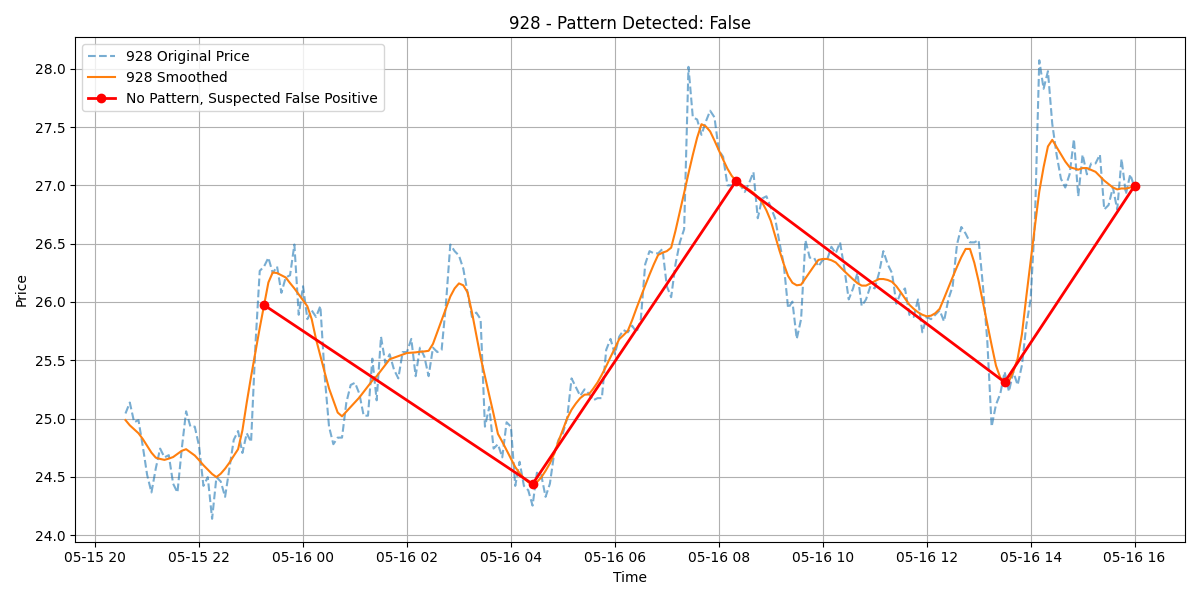 928 - Pattern Detected: False
928 Original Price
928 Smoothed
No Pattern, Suspected False Positive
Price
28.0
27.5
27.0
26.5
26.0
25.5
25.0
24.5
24.0
05-15 20 05-15 22 05-16 00 05-16 02 05-16 04 05-16 06 05-16 08 05-16 10 05-16 12 05-16 14 05-16 16
Time